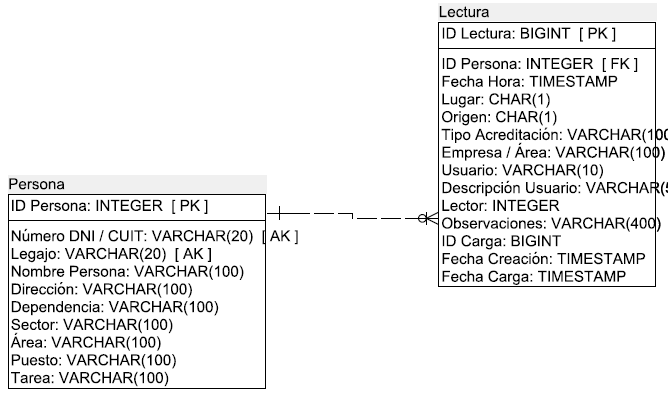 Lectura
ID Lectura: BIGINT [ PK ]
ID Persona: INTEGER [ FK ]
Fecha Hora: TIMESTAMP
Lugar: CHAR(1)
Origen: CHAR(1)
Tipo Acreditación: VARCHAR(100
Empresa / Área: VARCHAR(100)
Usuario: VARCHAR(10)
Descripción Usuario: VARCHAR(5
Lector: INTEGER
Observaciones: VARCHAR(400)
ID Carga: BIGINT
Fecha Creación: TIMESTAMP
Fecha Carga: TIMESTAMP
Persona
ID Persona: INTEGER [ PK ]
Número DNI / CUIT: VARCHAR(20) [ AK ]
Legajo: VARCHAR(20) [ AK ]
Nombre Persona: VARCHAR(100)
Dirección: VARCHAR(100)
Dependencia: VARCHAR(100)
Sector: VARCHAR(100)
Área: VARCHAR(100)
Puesto: VARCHAR(100)
Tarea: VARCHAR(100)